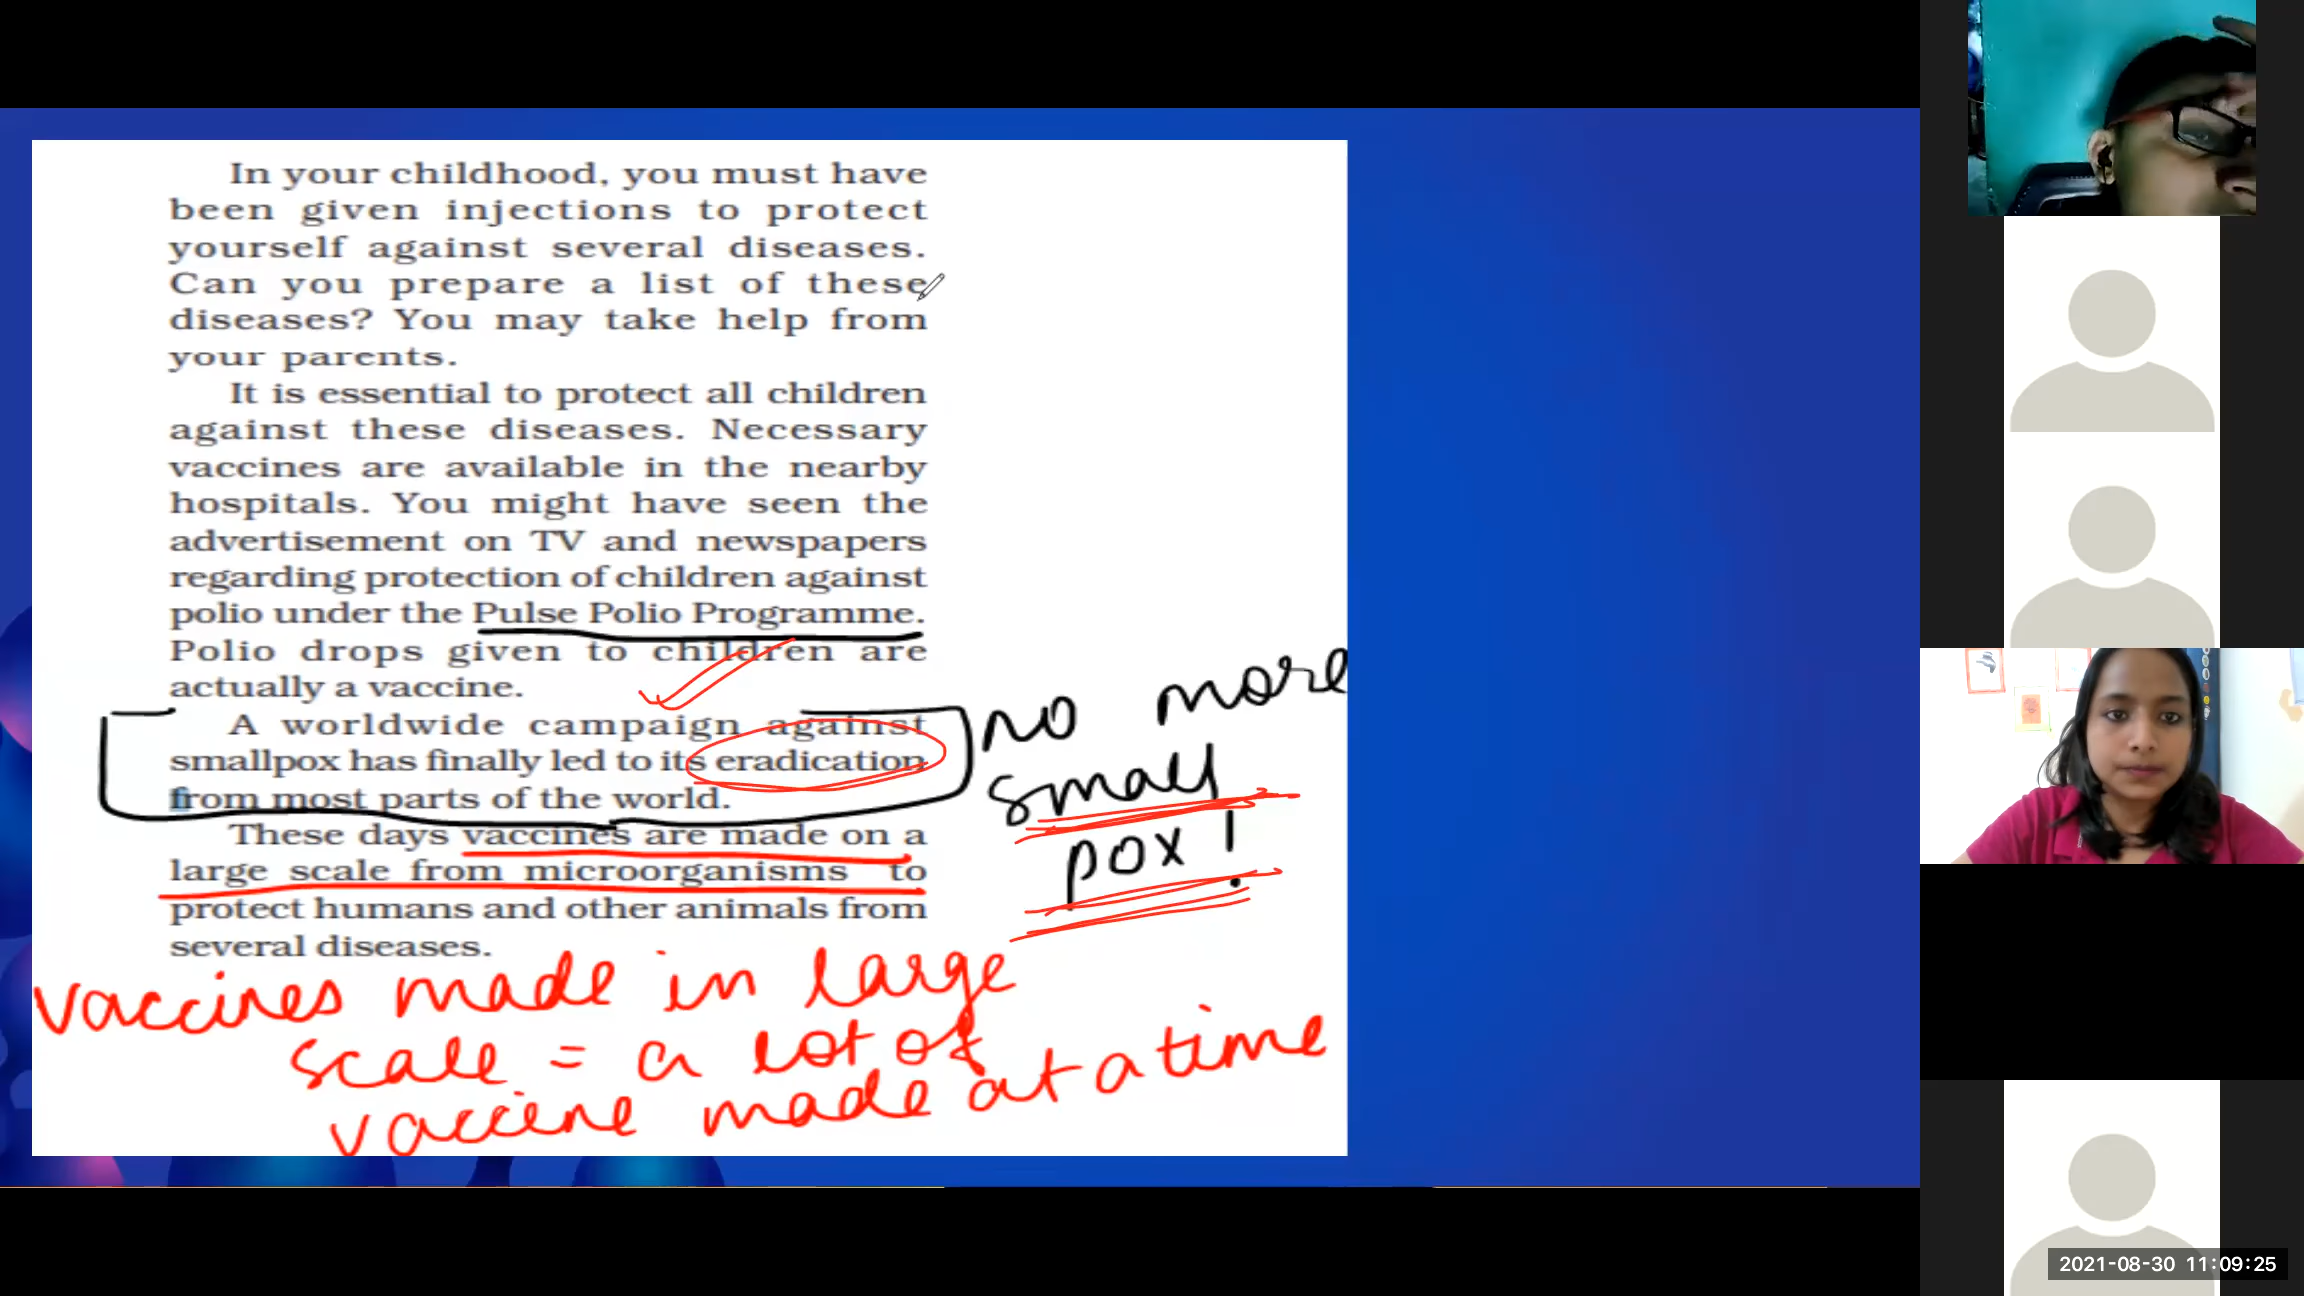 In your childhood, you must have
been given injections to protect
yourself against several diseases.
Can you prepare a list of these
diseases? You may take help from
your parents.
It is essential to protect all children
against these diseases. Necessary
vaccines are available in the nearby
hospitals. You might have seen the
advertisement on TV and newspapers
regarding protection of children against
polio under the Pulse Polio Programme.
Polio drops given to children are
actually a vaccine.
A worldwide campaign against
smallpox has finally led to its eradication
from most parts of the world.
These days vaccines are made on a
large scale from microorganisms to
protect humans and other animals from
several diseases.
no more
small
pox!
vaccines made in large
scale = a lot of
vaccine made at a time
2021-08-30 11:09:25